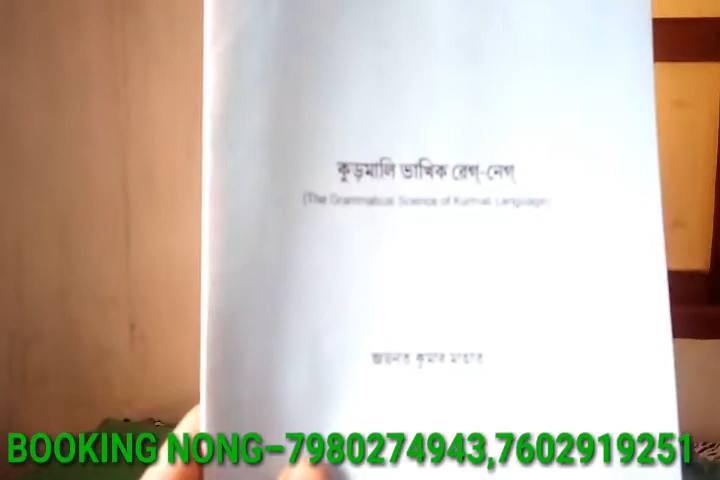 কুড়মালি ভাখিক রেগ্-নেগ্
(The Grammatical Science of Kurmali Language)
কুমার মাহাত
BOOKING NONG–7980274943,7602919251